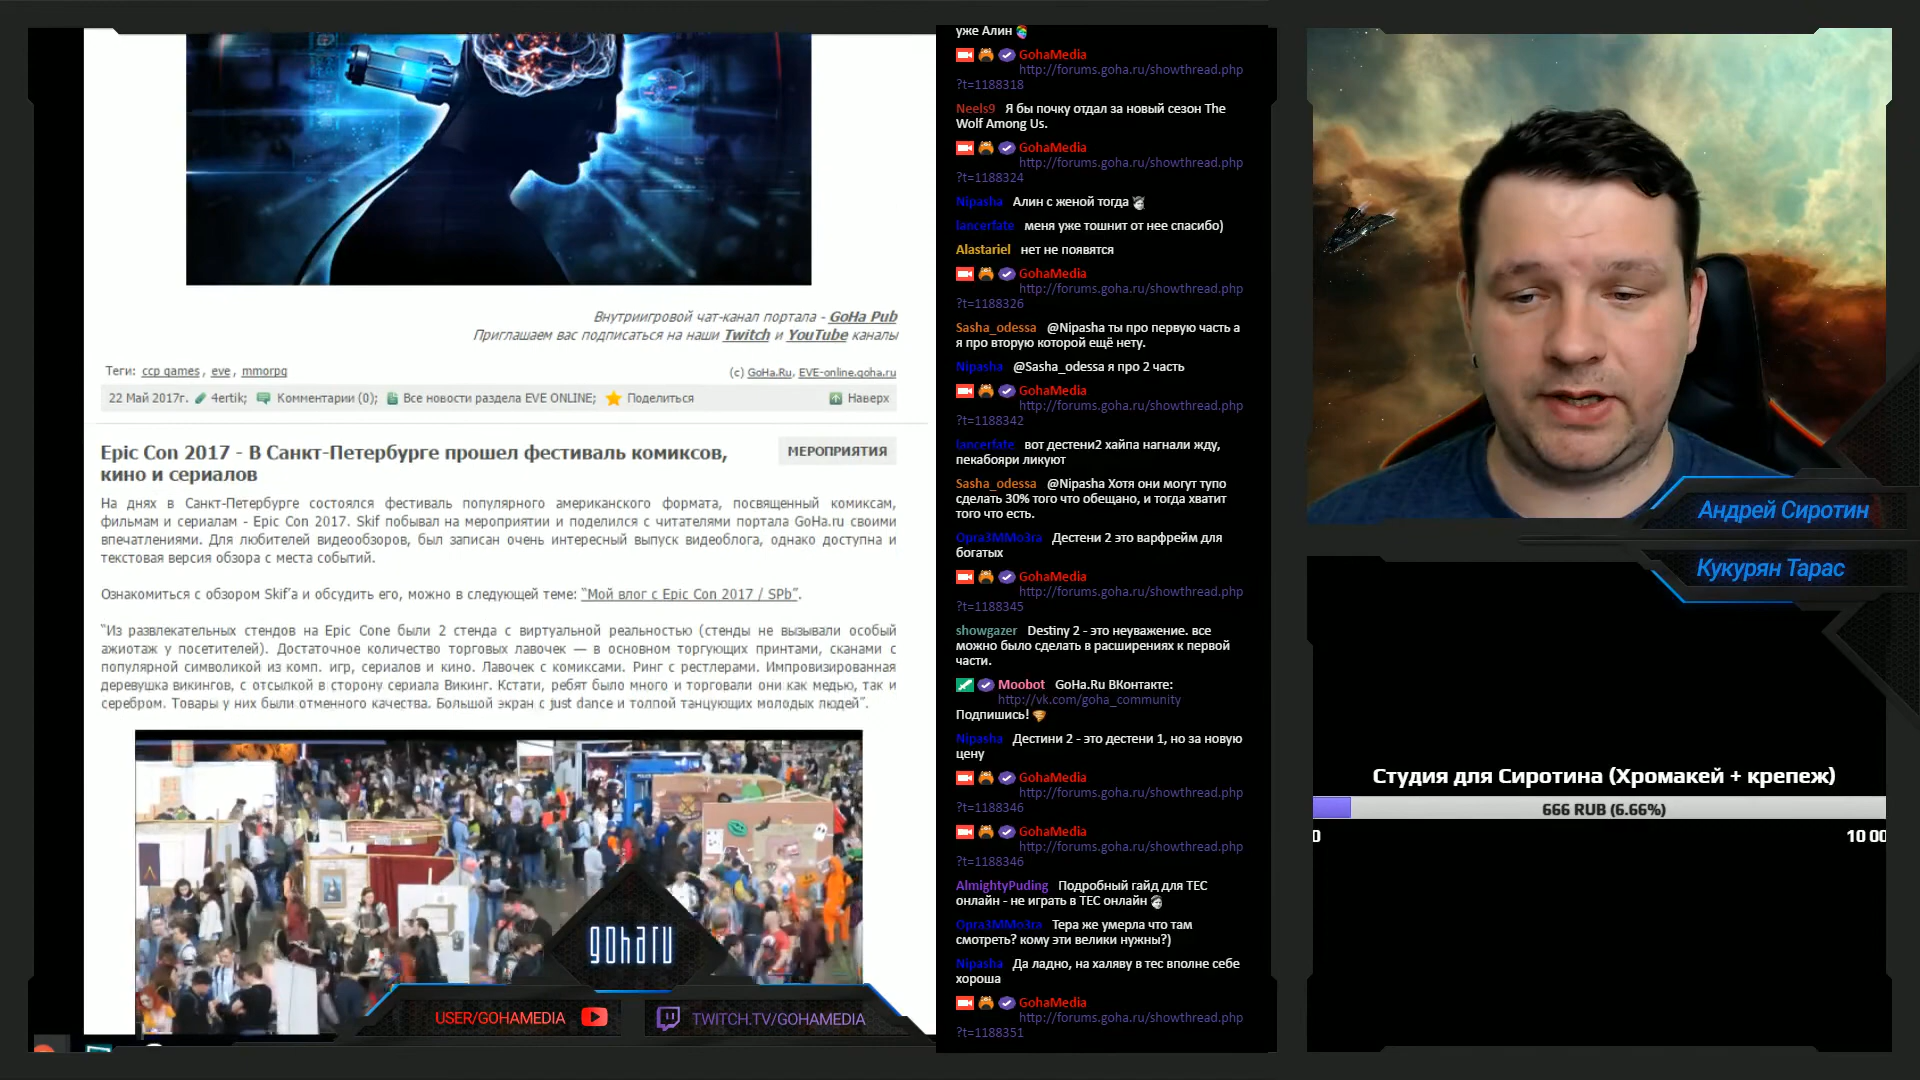 Внутриигровой чат-канал портала - GoHa Pub
Приглашаем вас подписаться на наши Twitch и YouTube каналы
Теги: ccp games, eve, mmorpg
(c) GoHa.Ru, EVE-online.goha.ru
22 Май 2017г. 4ertik; Комментарии (0); Все новости раздела EVE ONLINE; Поделиться
Наверх
Epic Con 2017 - В Санкт-Петербурге прошел фестиваль комиксов,
кино и сериалов
МЕРОПРИЯТИЯ
На днях в Санкт-Петербурге состоялся фестиваль популярного американского формата, посвященный комиксам,
фильмам и сериалам - Epic Con 2017. Skif побывал на мероприятии и поделился с читателями портала GoHa.ru своими
впечатлениями. Для любителей видеообзоров, был записан очень интересный выпуск видеоблога, однако доступна и
текстовая версия обзора с места событий.
Ознакомиться с обзором Skif'а и обсудить его, можно в следующей теме: "Мой влог с Epic Con 2017 / SPb".
"Из развлекательных стендов на Epic Cone были 2 стенда с виртуальной реальностью (стенды не вызывали особый
ажиотаж у посетителей). Достаточное количество торговых лавочек — в основном торгующих принтами, сканами с
популярной символикой из комп. игр, сериалов и кино. Лавочек с комиксами. Ринг с рестлерами. Импровизированная
деревушка викингов, с отсылкой в сторону сериала Викинг. Кстати, ребят было много и торговали они как медью, так и
серебром. Товары у них были отменного качества. Большой экран с just dance и толпой танцующих молодых людей".
goharu
USER/GOHAMEDIA
TWITCH.TV/GOHAMEDIA
уже Алин
GohaMedia
http://forums.goha.ru/showthread.php
?t=1188318
Neels9 Я бы почку отдал за новый сезон The
Wolf Among Us.
GohaMedia
http://forums.goha.ru/showthread.php
?t=1188324
Nipasha Алин с женой тогда
lancerfate меня уже тошнит от нее спасибо)
Alastariel нет не появятся
GohaMedia
http://forums.goha.ru/showthread.php
?t=1188326
Sasha_odessa @Nipasha ты про первую часть а
я про вторую которой ещё нету.
Nipasha @Sasha_odessa я про 2 часть
GohaMedia
http://forums.goha.ru/showthread.php
?t=1188342
lancerfate вот дестени2 хайпа нагнали жду,
пекабояри ликуют
Sasha_odessa @Nipasha Хотя они могут тупо
сделать 30% того что обещано, и тогда хватит
того что есть.
Opra3MMo3ra Дестени 2 это варфрейм для
богатых
GohaMedia
http://forums.goha.ru/showthread.php
?t=1188345
showgazer Destiny 2 - это неуважение. все
можно было сделать в расширениях к первой
части.
Moobot GoHa.Ru ВКонтакте:
http://vk.com/goha_community
Подпишись!
Nipasha Дестини 2 - это дестени 1, но за новую
цену
GohaMedia
http://forums.goha.ru/showthread.php
?t=1188346
GohaMedia
http://forums.goha.ru/showthread.php
?t=1188346
AlmightyPuding Подробный гайд для ТЕС
онлайн - не играть в ТЕС онлайн
Opra3MMo3ra Тера же умерла что там
смотреть? кому эти велики нужны?)
Nipasha Да ладно, на халяву в тес вполне себе
хороша
GohaMedia
http://forums.goha.ru/showthread.php
?t=1188351
Андрей Сиротин
Кукурян Тарас
Студия для Сиротина (Хромакей + крепеж)
666 RUB (6.66%)
0
10 00